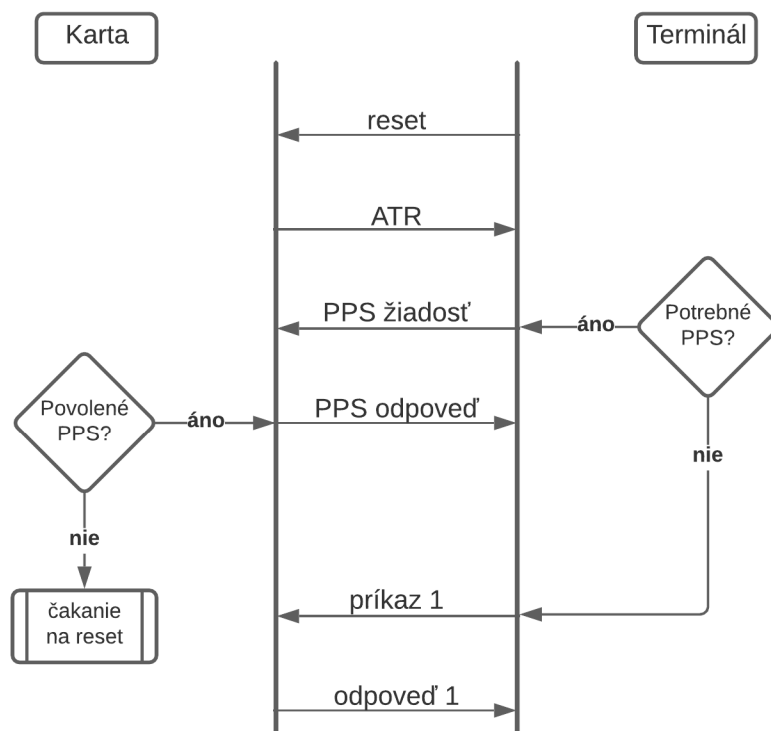 Karta
Terminál
reset
ATR
PPS žiadosť
áno
Potrebné
PPS?
Povolené
PPS?
áno
PPS odpoveď
nie
nie
čakanie
na reset
príkaz 1
odpoveď 1